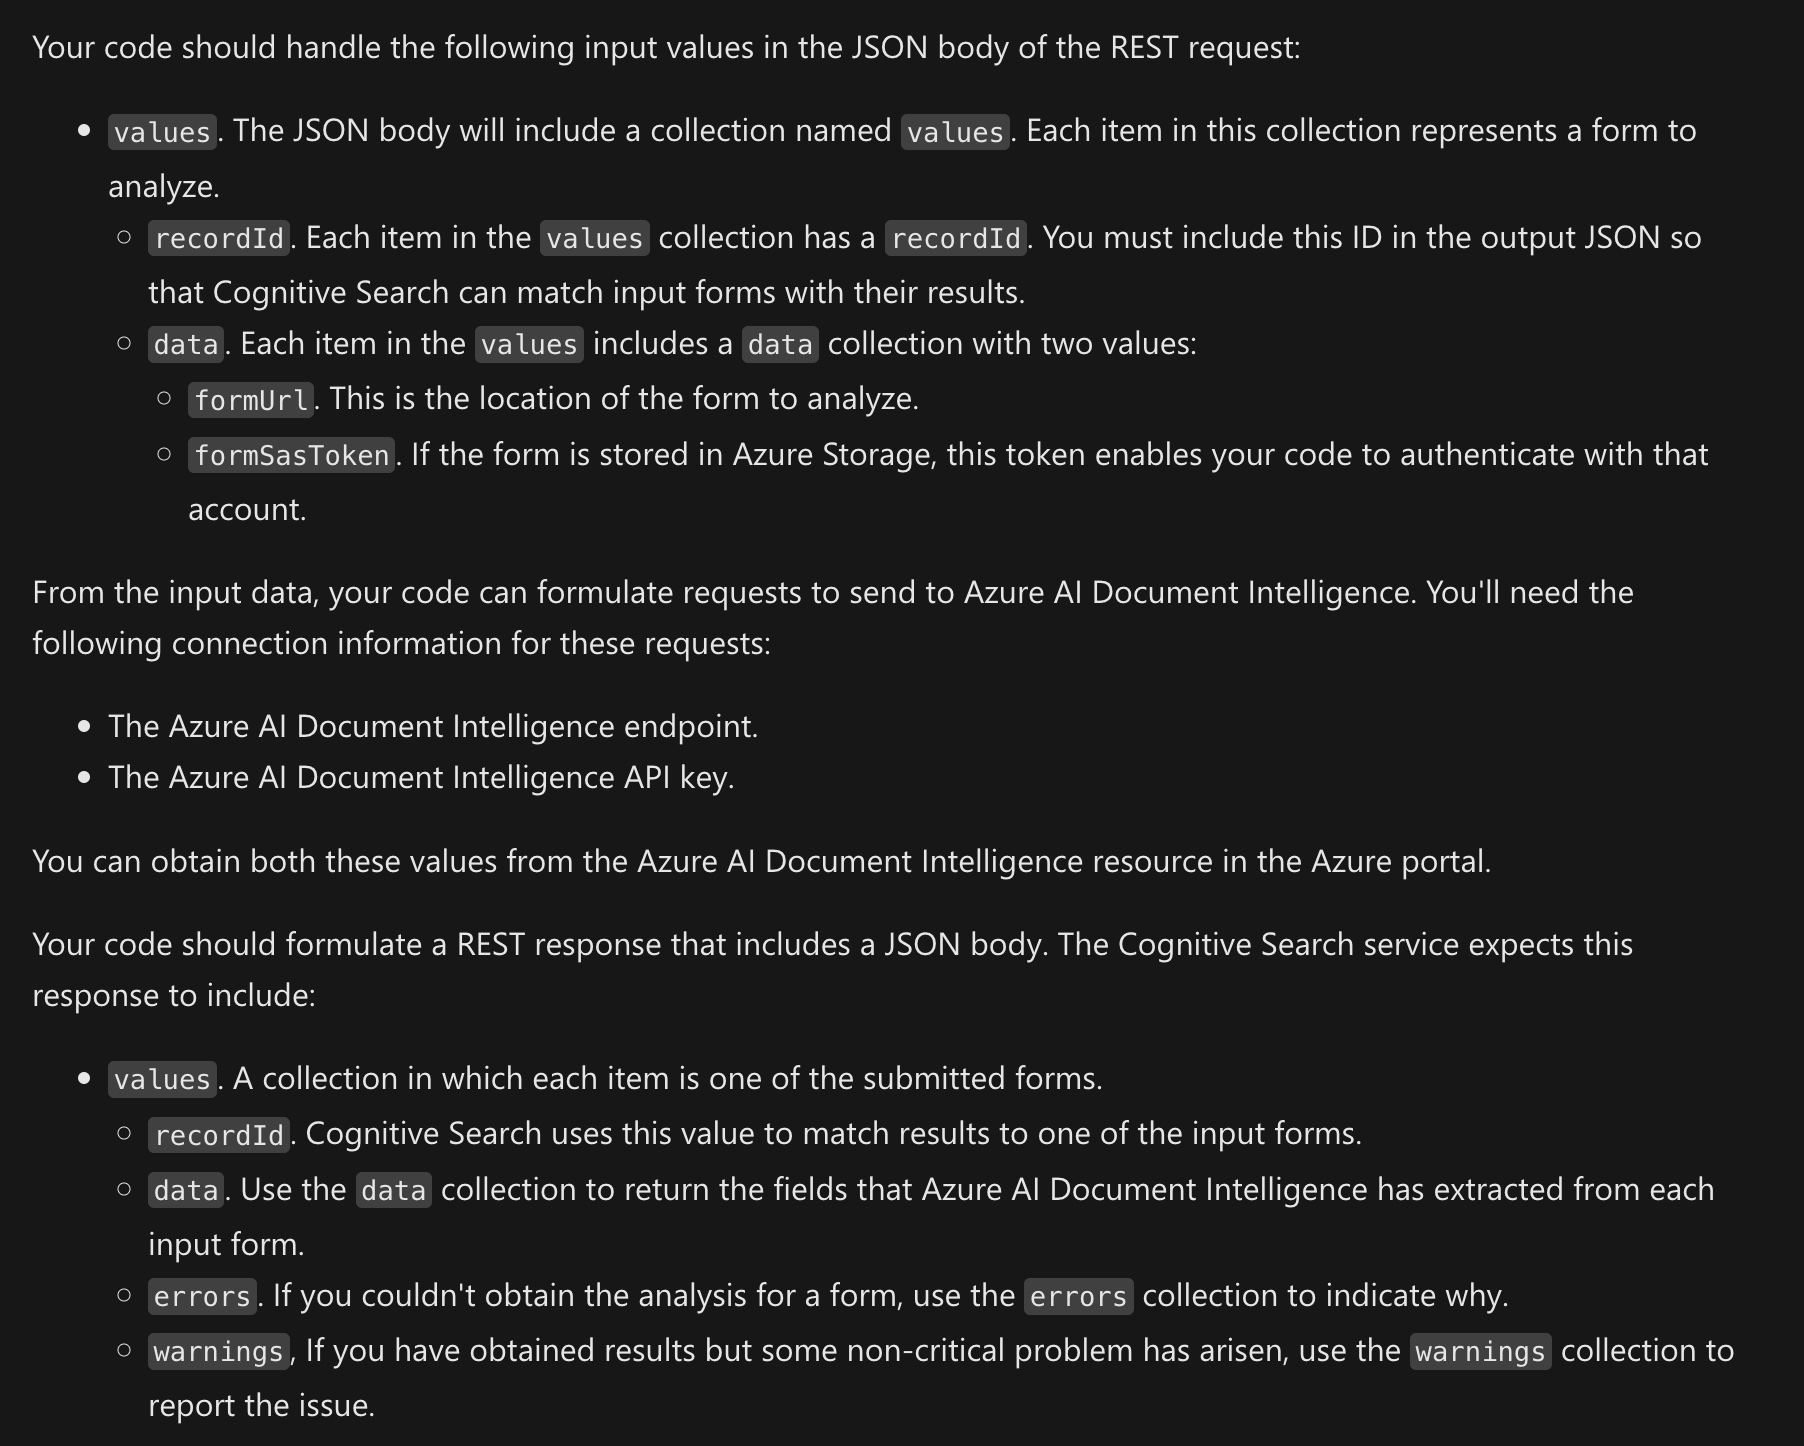 Your code should handle the following input values in the JSON body of the REST request:
values. The JSON body will include a collection named values. Each item in this collection represents a form to
analyze.
recordId. Each item in the values collection has a recordId. You must include this ID in the output JSON so
that Cognitive Search can match input forms with their results.
data. Each item in the values includes a data collection with two values:
formUrl. This is the location of the form to analyze.
formSasToken. If the form is stored in Azure Storage, this token enables your code to authenticate with that
account.
From the input data, your code can formulate requests to send to Azure AI Document Intelligence. You'll need the
following connection information for these requests:
The Azure AI Document Intelligence endpoint.
The Azure AI Document Intelligence API key.
You can obtain both these values from the Azure AI Document Intelligence resource in the Azure portal.
Your code should formulate a REST response that includes a JSON body. The Cognitive Search service expects this
response to include:
values. A collection in which each item is one of the submitted forms.
recordId. Cognitive Search uses this value to match results to one of the input forms.
data. Use the data collection to return the fields that Azure AI Document Intelligence has extracted from each
input form.
errors. If you couldn't obtain the analysis for a form, use the errors collection to indicate why.
warnings, If you have obtained results but some non-critical problem has arisen, use the warnings collection to
report the issue.